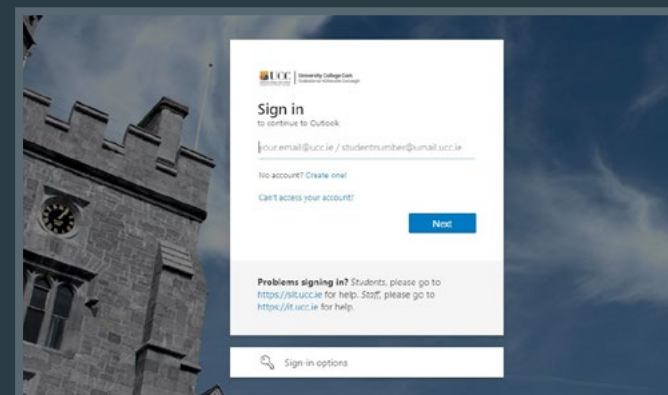 UCC University College Cork
Sign in
to continue to Outlook
your.email@ucc.ie / studentnumber@umail.ucc.ie
No account? Create one!
Can't access your account?
Next
Problems signing in? Students, please go to
https://sit.ucc.ie for help. Staff, please go to
https://it.ucc.ie for help.
Sign-in options